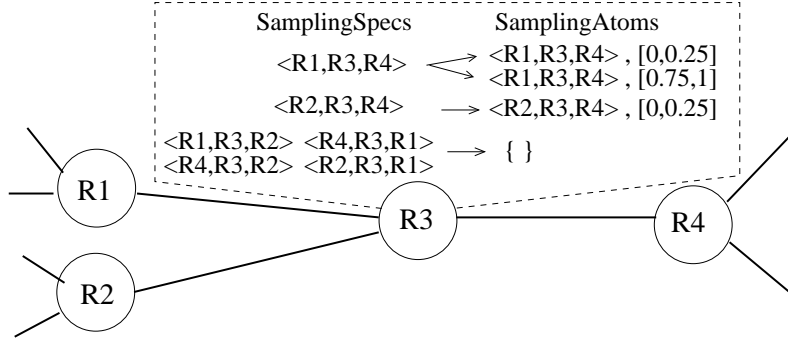 SamplingSpecs SamplingAtoms
<R1,R3,R4> <R1,R3,R4> , [0,0.25]
<R1,R3,R4> , [0.75,1]
<R2,R3,R4> <R2,R3,R4> , [0,0.25]
<R1,R3,R2> <R4,R3,R1>
<R4,R3,R2> <R2,R3,R1> { }
R1
R3
R4
R2